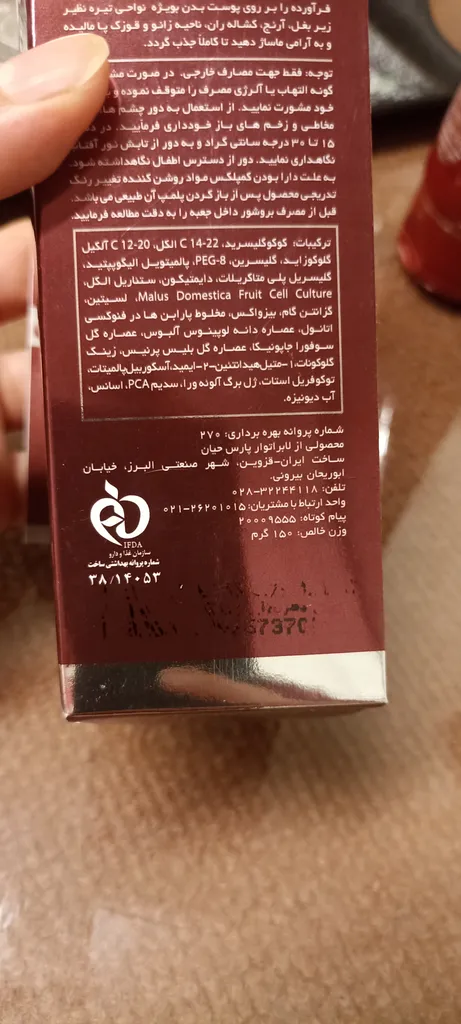 فرآورده را بر روی پوست بدن بویژه نواحی تیره نظیر
زیر بغل، آرنج، کشاله ران، ناحیه زانو و قوزک پا مالیده
و به آرامی ماساژ دهید تا کاملاً جذب گردد.
توجه: فقط جهت مصارف خارجی، در صورت
گونه التهاب یا آلرژی مصرف را متوقف نموده و
خود مشورت نمایید. از استعمال به دور چشم
مخاطی و زخم های باز خودداری فرمایید. در
۱۵ تا ۳۰ درجه سانتی گراد و به دور از تابش نور آفتاب
نگاهداری نمایید. دور از دسترس اطفال نگاهداشته شود.
به علت دارا بودن کمپلکس مواد روشن کننده تغییر رنگ
تدریجی محصول پس از باز کردن پلمپ آن طبیعی می باشد.
قبل از مصرف بروشور داخل جعبه را به دقت مطالعه فرمایید.
ترکیبات: کوکوگلیسرید، C 14-22 الکل، C 12-20 آلکیل
گلوکوزاید، گلیسرین، PEG-8، پالمیتویل الیگوپپتید،
گلیسریل پلی متاکریلات، دایمتیکون، ستئاریل الکل،
Malus Domestica Fruit Cell Culture، لسیتین،
گزانتن گام، بیزواکس، مخلوط پارابن ها در فنوکسی
اتانول، عصاره دانه لوپینوس آلبوس، عصاره گل
سوفورا جاپونیکا، عصاره گل بلیس پرنیس، زینک
گلوکونات، ۱-متیل‌هیدانتئین-۲-ایمید، آسکوربیل‌پالمیتات،
توکوفریل استات، ژل برگ آلوئه ورا، سدیم PCA، اسانس،
آب دیونیزه.
شماره پروانه بهره برداری: ۲۷۰
محصولی از لابراتوار پارس حیان
ساخت ایران-قزوین، شهر صنعتی البرز، خیابان
ابوریحان بیرونی.
تلفن: ۳۲۲۴۴۱۱۸-۰۲۸
واحد ارتباط با مشتریان: ۲۶۲۰۱۰۱۵-۰۲۱
پیام کوتاه: ۲۰۰۰۹۵۵۵
وزن خالص: ۱۵۰ گرم
IFDA
سازمان غذا و دارو
شماره پروانه بهداشتی ساخت
۳۸/۱۴۰۵۳